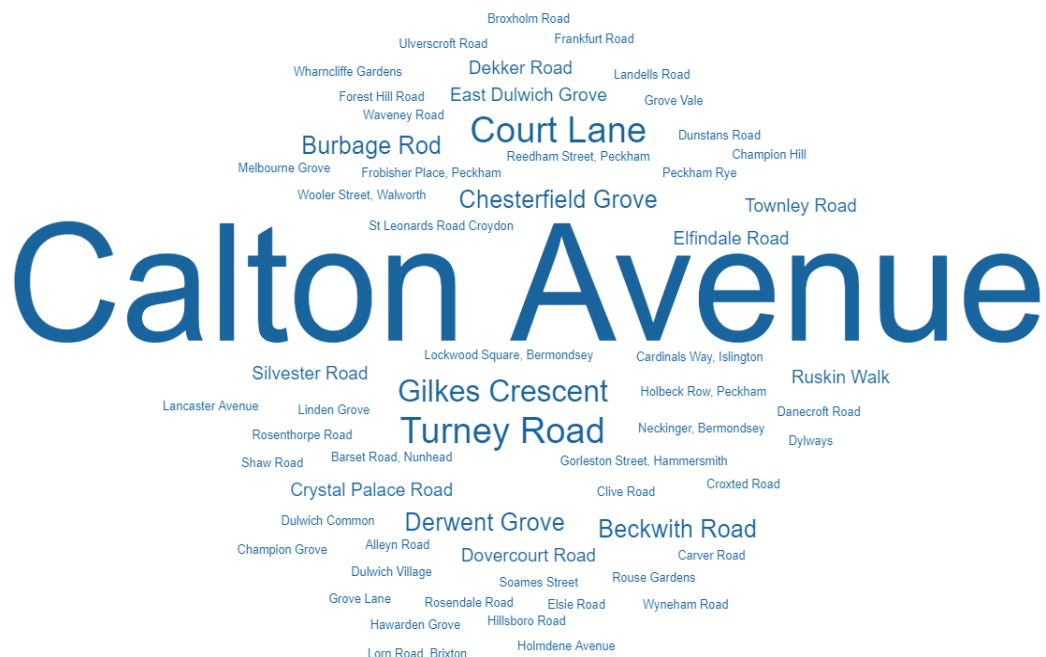 Broxholm Road
Ulverscroft Road
Frankfurt Road
Wharncliffe Gardens
Dekker Road
Landells Road
Forest Hill Road
East Dulwich Grove
Grove Vale
Waveney Road
Court Lane
Dunstans Road
Burbage Rod
Reedham Street, Peckham
Champion Hill
Melbourne Grove
Frobisher Place, Peckham
Peckham Rye
Wooler Street, Walworth
Chesterfield Grove
Townley Road
St Leonards Road Croydon
Elfindale Road
Calton Avenue
Lockwood Square, Bermondsey
Cardinals Way, Islington
Silvester Road
Gilkes Crescent
Holbeck Row, Peckham
Ruskin Walk
Lancaster Avenue
Linden Grove
Danecroft Road
Rosenthorpe Road
Turney Road
Neckinger, Bermondsey
Dylways
Shaw Road
Barset Road, Nunhead
Gorleston Street, Hammersmith
Crystal Palace Road
Clive Road
Croxted Road
Dulwich Common
Derwent Grove
Beckwith Road
Champion Grove
Alleyn Road
Dovercourt Road
Carver Road
Dulwich Village
Soames Street
Rouse Gardens
Grove Lane
Rosendale Road
Elsie Road
Wyneham Road
Hawarden Grove
Hillsboro Road
Lorn Road, Brixton
Holmdene Avenue